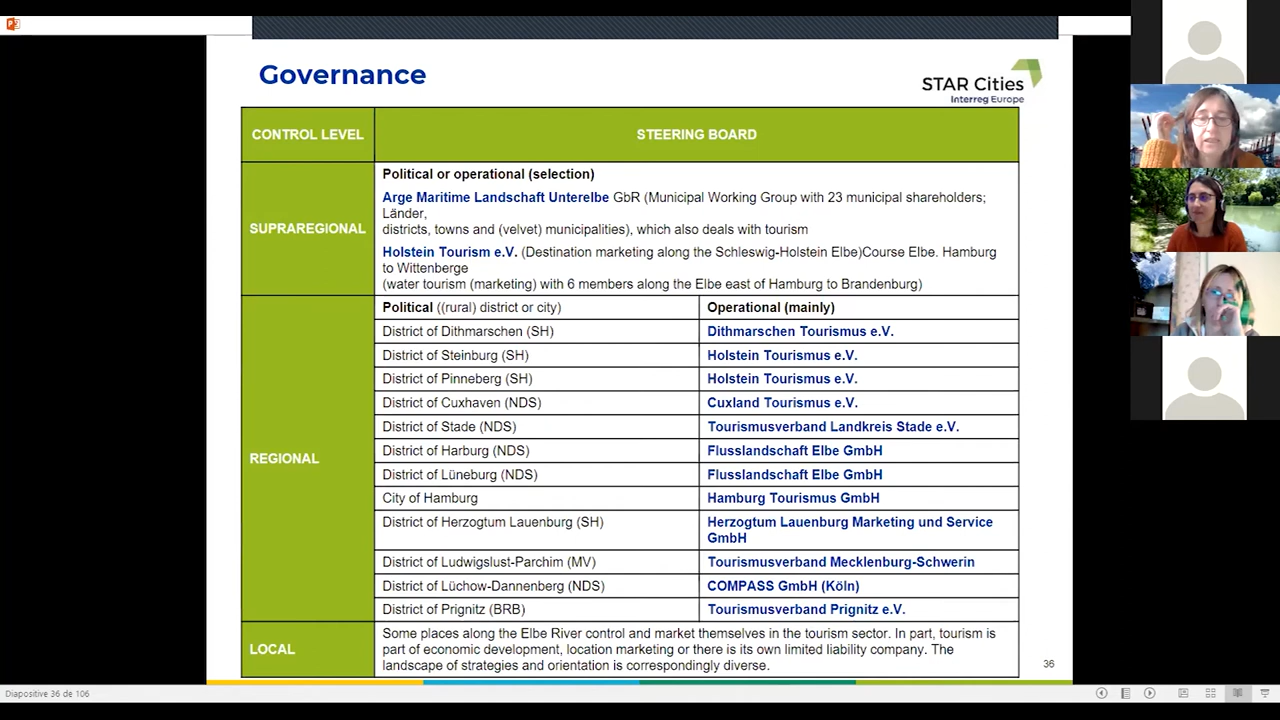 Governance
STAR Cities
Interreg Europe
CONTROL LEVEL
STEERING BOARD
SUPRAREGIONAL
Political or operational (selection)
Arge Maritime Landschaft Unterelbe GbR (Municipal Working Group with 23 municipal shareholders;
Länder,
districts, towns and (velvet) municipalities), which also deals with tourism
Holstein Tourism e.V. (Destination marketing along the Schleswig-Holstein Elbe)Course Elbe. Hamburg
to Wittenberge
(water tourism (marketing) with 6 members along the Elbe east of Hamburg to Brandenburg)
REGIONAL
Political ((rural) district or city) Operational (mainly)
District of Dithmarschen (SH) Dithmarschen Tourismus e.V.
District of Steinburg (SH) Holstein Tourismus e.V.
District of Pinneberg (SH) Holstein Tourismus e.V.
District of Cuxhaven (NDS) Cuxland Tourismus e.V.
District of Stade (NDS) Tourismusverband Landkreis Stade e.V.
District of Harburg (NDS) Flusslandschaft Elbe GmbH
District of Lüneburg (NDS) Flusslandschaft Elbe GmbH
City of Hamburg Hamburg Tourismus GmbH
District of Herzogtum Lauenburg (SH) Herzogtum Lauenburg Marketing und Service
GmbH
District of Ludwigslust-Parchim (MV) Tourismusverband Mecklenburg-Schwerin
District of Lüchow-Dannenberg (NDS) COMPASS GmbH (Köln)
District of Prignitz (BRB) Tourismusverband Prignitz e.V.
LOCAL
Some places along the Elbe River control and market themselves in the tourism sector. In part, tourism is
part of economic development, location marketing or there is its own limited liability company. The
landscape of strategies and orientation is correspondingly diverse.
36
Diapositive 36 de 106